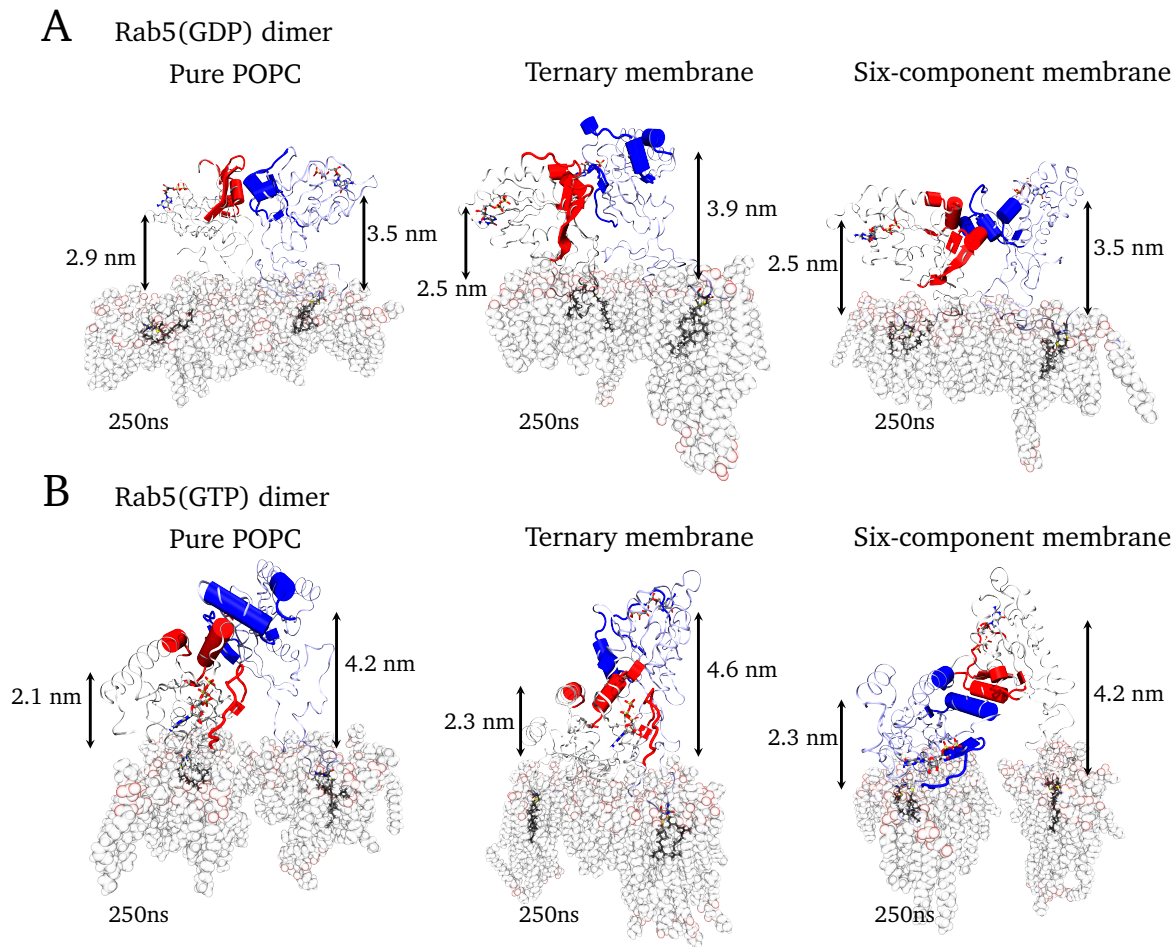 A Rab5(GDP) dimer
Pure POPC
Ternary membrane
Six-component membrane
2.9 nm
3.5 nm
2.5 nm
3.9 nm
2.5 nm
3.5 nm
250ns
250ns
250ns
B Rab5(GTP) dimer
Pure POPC
Ternary membrane
Six-component membrane
2.1 nm
4.2 nm
2.3 nm
4.6 nm
2.3 nm
4.2 nm
250ns
250ns
250ns